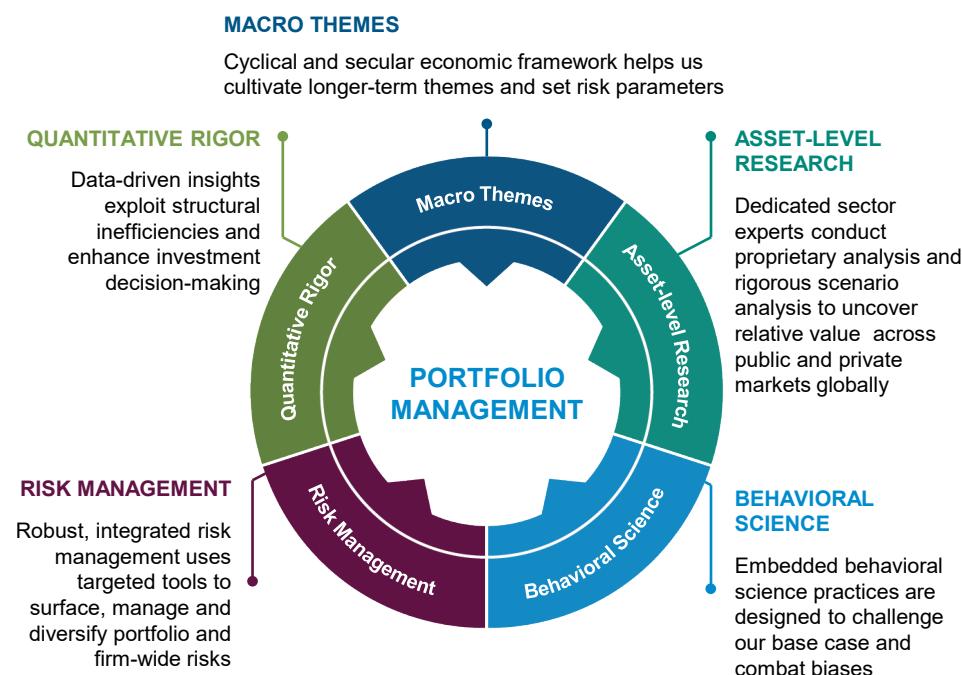 MACRO THEMES
Cyclical and secular economic framework helps us
cultivate longer-term themes and set risk parameters
QUANTITATIVE RIGOR
Data-driven insights
exploit structural
inefficiencies and
enhance investment
decision-making
ASSET-LEVEL
RESEARCH
Dedicated sector
experts conduct
proprietary analysis and
rigorous scenario
analysis to uncover
relative value across
public and private
markets globally
Macro Themes
Quantitative Rigor
Asset-level Research
PORTFOLIO
MANAGEMENT
Risk Management
Behavioral Science
RISK MANAGEMENT
Robust, integrated risk
management uses
targeted tools to
surface, manage and
diversify portfolio and
firm-wide risks
BEHAVIORAL
SCIENCE
Embedded behavioral
science practices are
designed to challenge
our base case and
combat biases